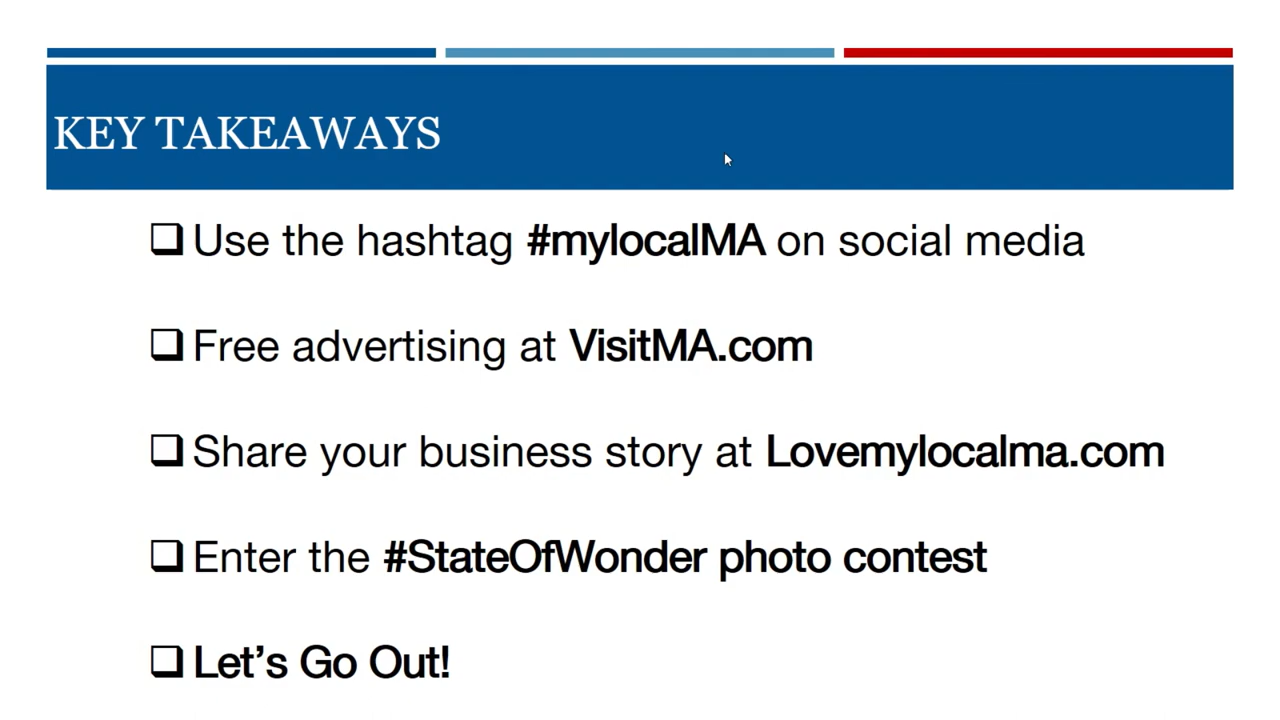 KEY TAKEAWAYS
Use the hashtag #mylocalMA on social media
Free advertising at VisitMA.com
Share your business story at Lovemylocalma.com
Enter the #StateOfWonder photo contest
Let’s Go Out!